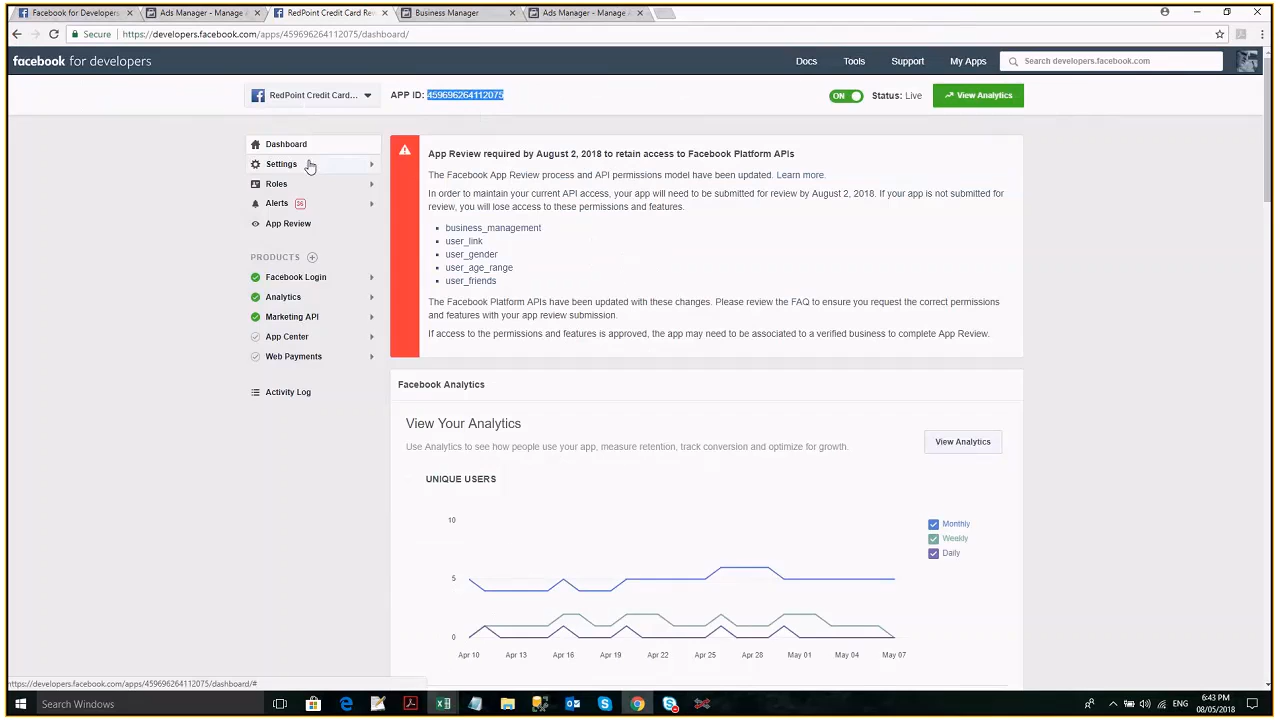 Facebook for Developers
Ads Manager - Manage A
RedPoint Credit Card Rev
Business Manager
Ads Manager - Manage A
Secure
https://developers.facebook.com/apps/459696264112075/dashboard/
facebook for developers
Docs
Tools
Support
My Apps
Search developers.facebook.com
RedPoint Credit Card...
APP ID: 459696264112075
ON
Status: Live
View Analytics
Dashboard
Settings
Roles
Alerts
App Review
PRODUCTS
Facebook Login
Analytics
Marketing API
App Center
Web Payments
Activity Log
App Review required by August 2, 2018 to retain access to Facebook Platform APIs
The Facebook App Review process and API permissions model have been updated. Learn more.
In order to maintain your current API access, your app will need to be submitted for review by August 2, 2018. If your app is not submitted for
review, you will lose access to these permissions and features.
business_management
user_link
user_gender
user_age_range
user_friends
The Facebook Platform APIs have been updated with these changes. Please review the FAQ to ensure you request the correct permissions
and features with your app review submission.
If access to the permissions and features is approved, the app may need to be associated to a verified business to complete App Review.
Facebook Analytics
View Your Analytics
Use Analytics to see how people use your app, measure retention, track conversion and optimize for growth.
View Analytics
UNIQUE USERS
10
5
0
Monthly
Weekly
Daily
Apr 10 Apr 13 Apr 16 Apr 19 Apr 22 Apr 25 Apr 28 May 01 May 04 May 07
https://developers.facebook.com/apps/459696264112075/dashboard/#
Search Windows
ENG
6:43 PM
08/05/2018